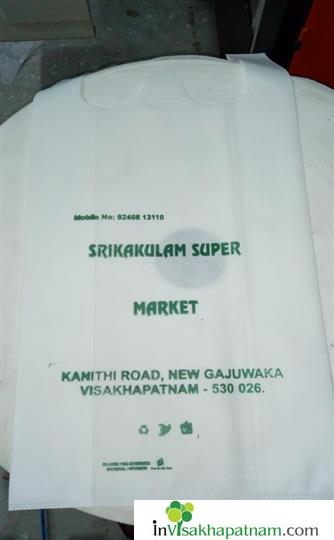 Mobile No: 92468 13110
SRIKAKULAM SUPER
MARKET
KANITHI ROAD, NEW GAJUWAKA
VISAKHAPATNAM - 530 026.
inVisakhapatnam.com